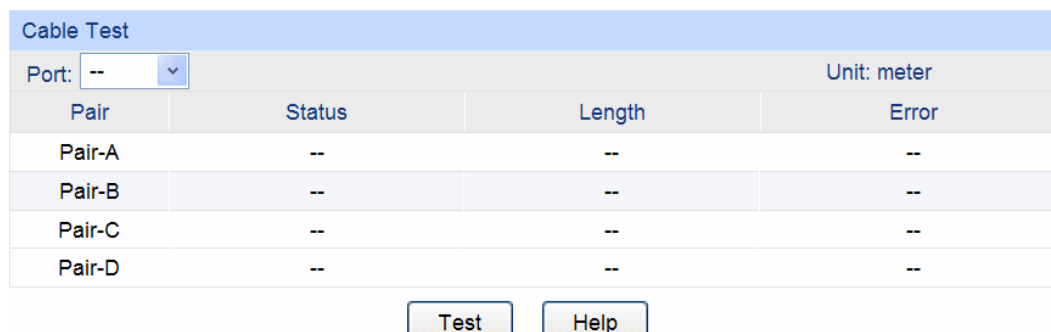 Cable Test
Port: -- Unit: meter
Pair Status Length Error
Pair-A -- -- --
Pair-B -- -- --
Pair-C -- -- --
Pair-D -- -- --
Test Help